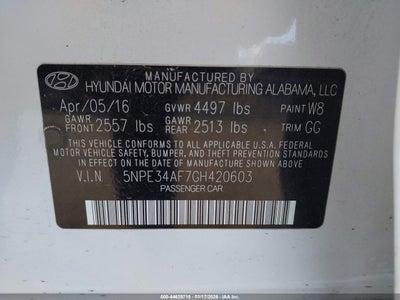 MANUFACTURED BY
HYUNDAI MOTOR MANUFACTURING ALABAMA, LLC
Apr/05/16 GVWR 4497 lbs PAINT W8
GAWR FRONT 2557 lbs GAWR REAR 2513 lbs TRIM GG
THIS VEHICLE CONFORMS TO ALL APPLICABLE U.S. FEDERAL
MOTOR VEHICLE SAFETY, BUMPER, AND THEFT PREVENTION
STANDARDS IN EFFECT ON THE DATE OF MANUFACTURE SHOWN ABOVE.
V.I.N 5NPE34AF7GH420603
PASSENGER CAR